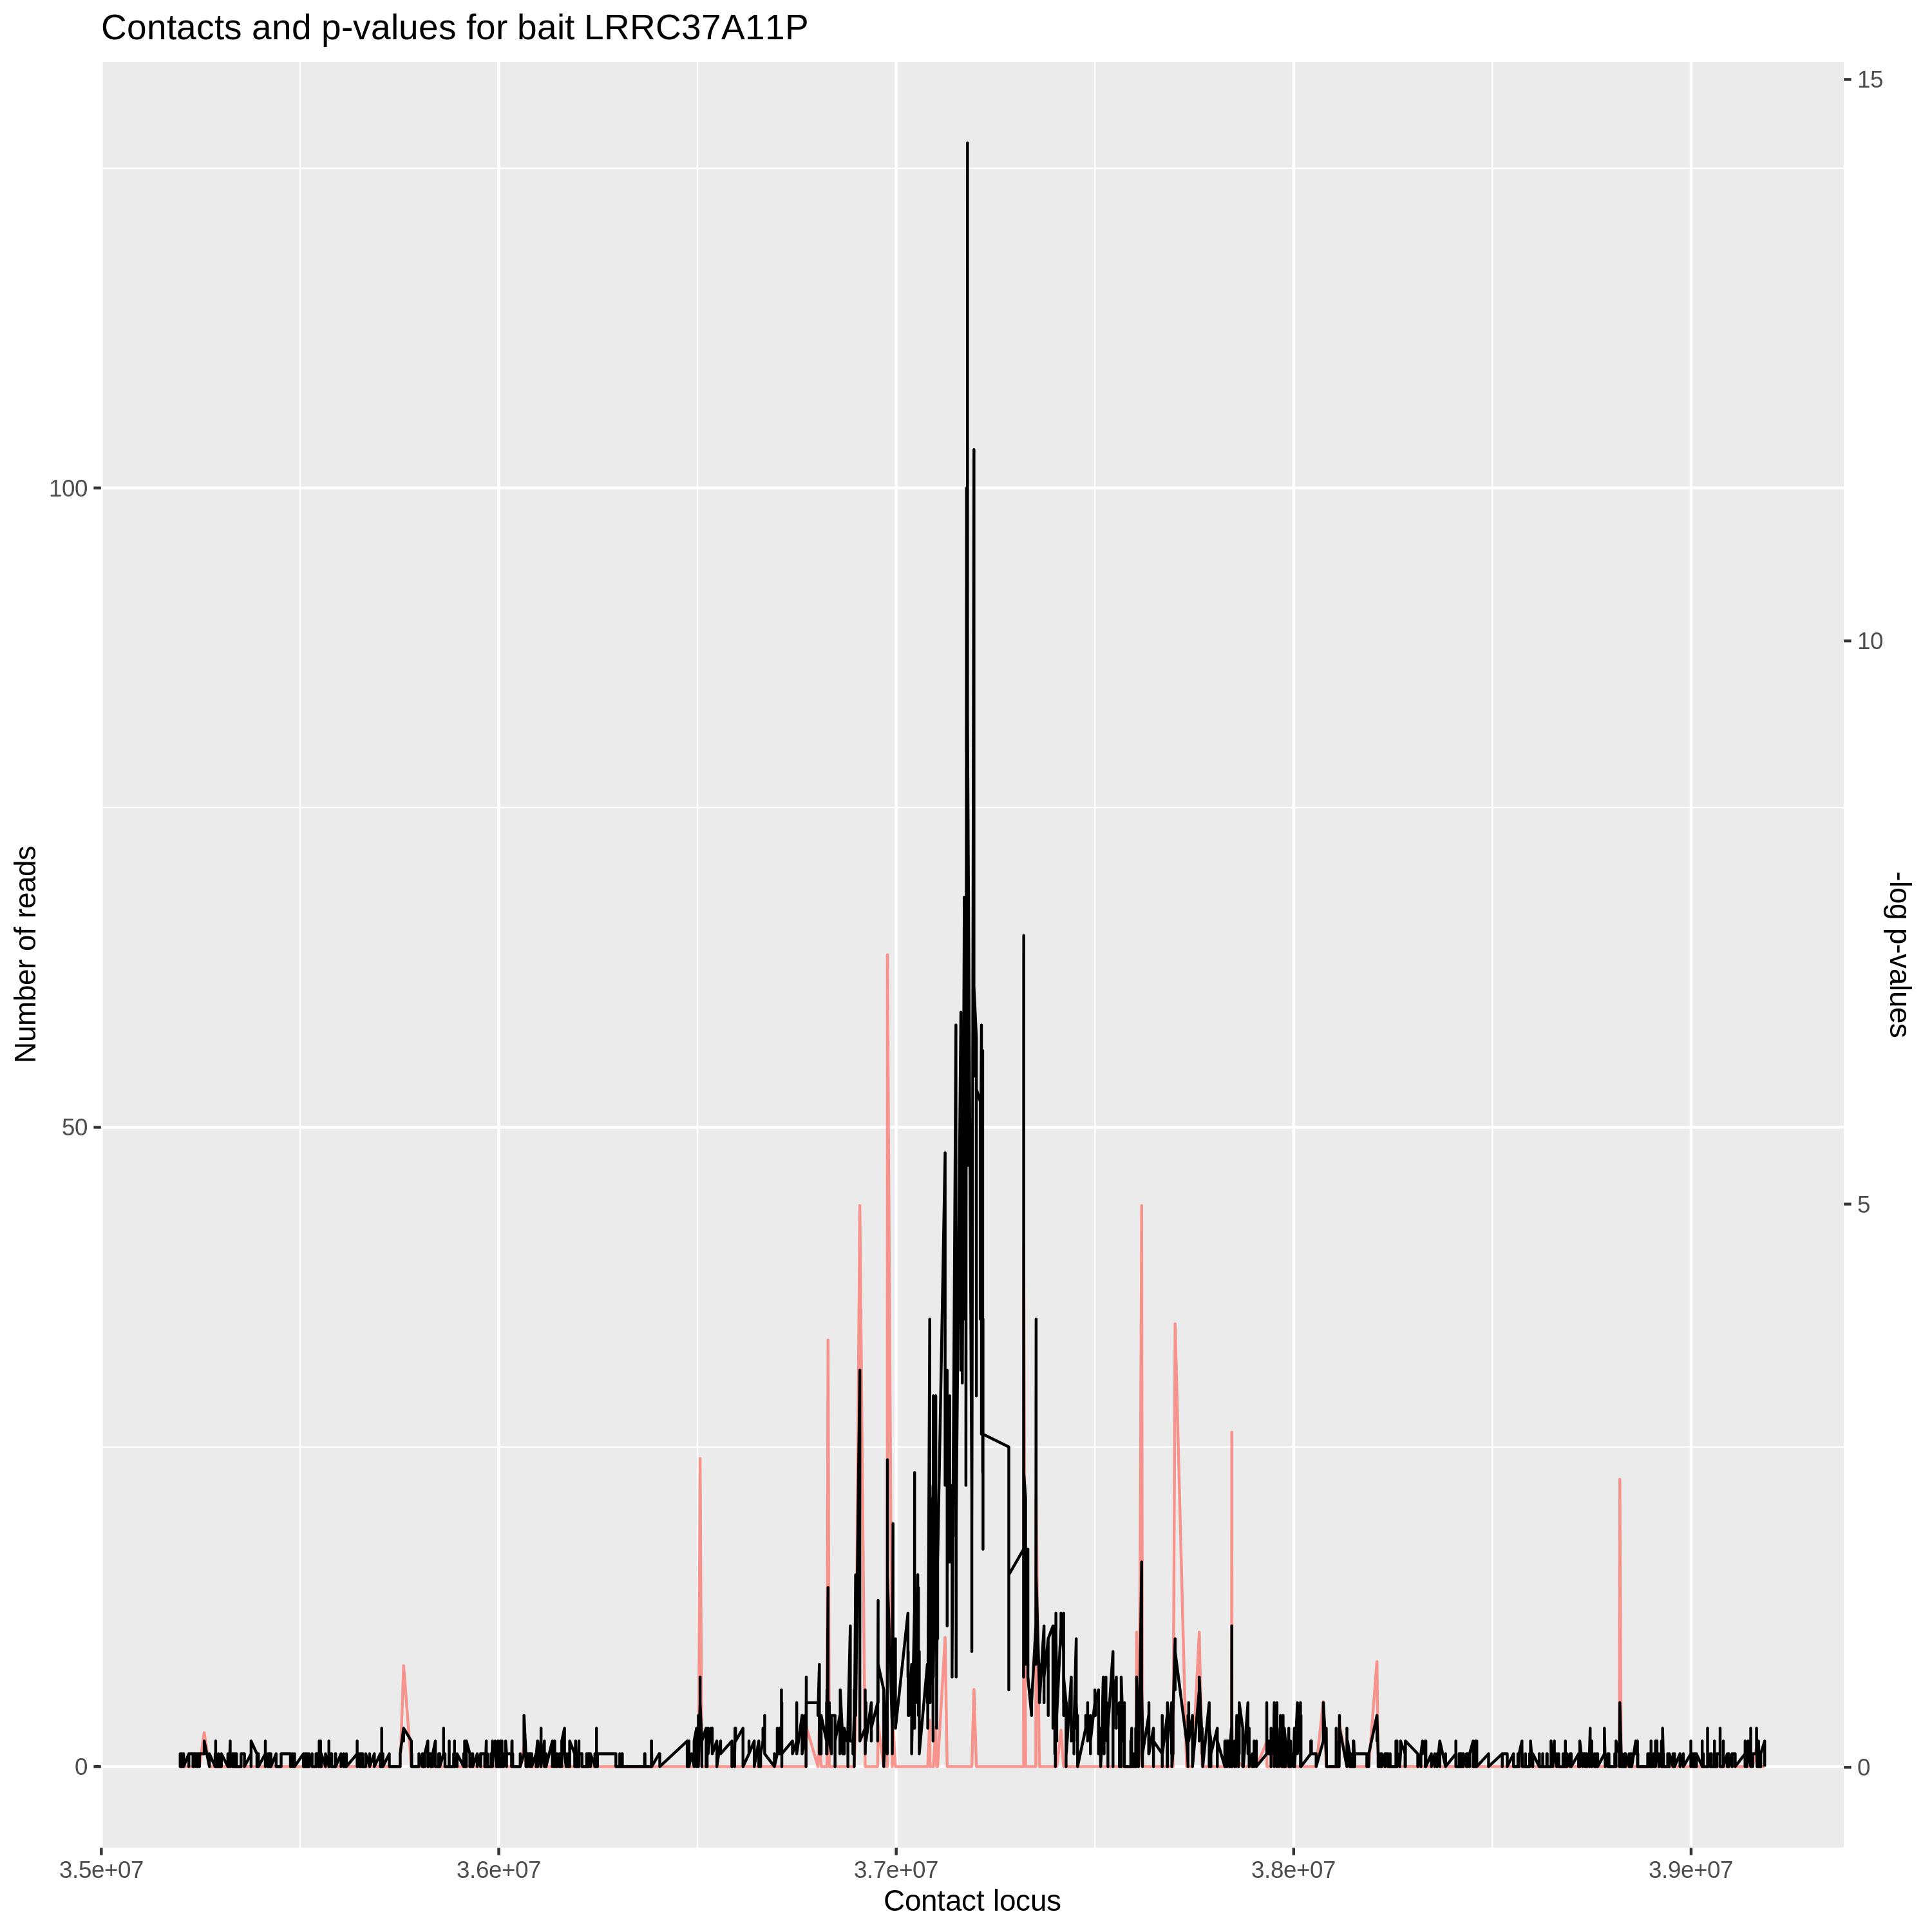 Contacts and p-values for bait LRRC37A11P
15
100
10
Number of reads
-log p-values
50
5
0
0
3.5e+07
3.6e+07
3.7e+07
3.8e+07
3.9e+07
Contact locus